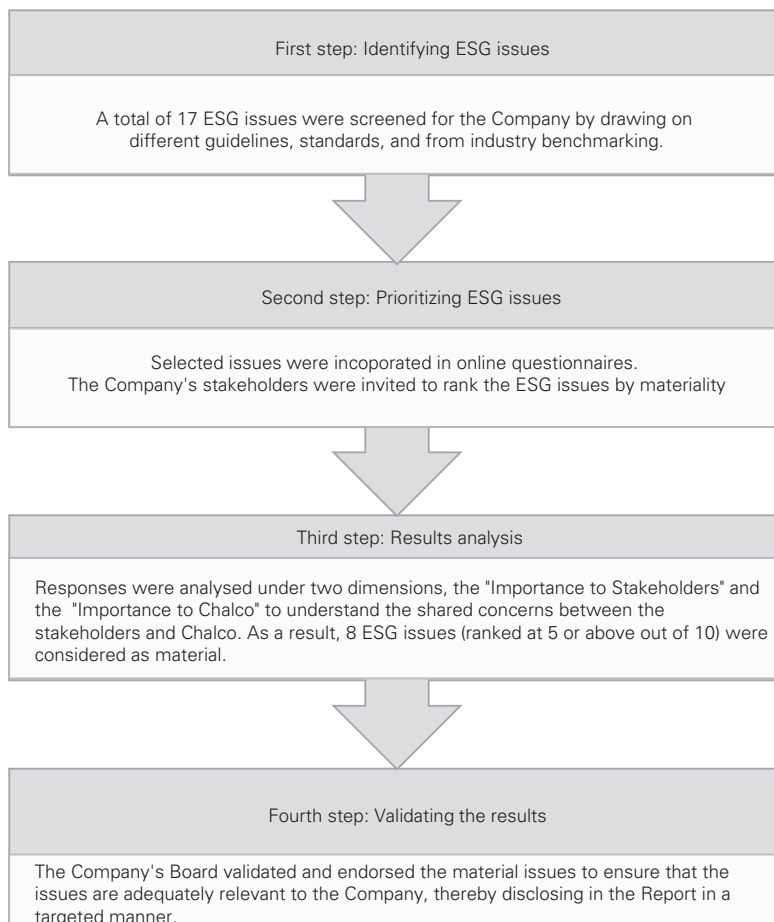 First step: Identifying ESG issues
A total of 17 ESG issues were screened for the Company by drawing on
different guidelines, standards, and from industry benchmarking.
Second step: Prioritizing ESG issues
Selected issues were incoporated in online questionnaires.
The Company's stakeholders were invited to rank the ESG issues by materiality
Third step: Results analysis
Responses were analysed under two dimensions, the "Importance to Stakeholders" and
the "Importance to Chalco" to understand the shared concerns between the
stakeholders and Chalco. As a result, 8 ESG issues (ranked at 5 or above out of 10) were
considered as material.
Fourth step: Validating the results
The Company's Board validated and endorsed the material issues to ensure that the
issues are adequately relevant to the Company, thereby disclosing in the Report in a
targeted manner.